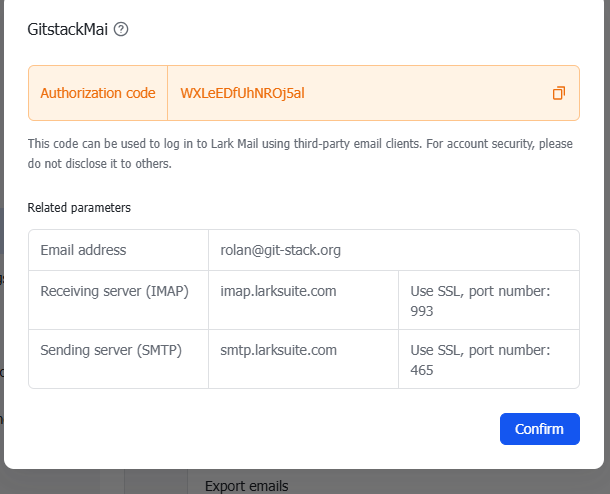 GitstackMai
Authorization code WXLeEDfUhNROj5al
This code can be used to log in to Lark Mail using third-party email clients. For account security, please
do not disclose it to others.
Related parameters
Email address rolan@git-stack.org
Receiving server (IMAP) imap.larksuite.com Use SSL, port number:
993
Sending server (SMTP) smtp.larksuite.com Use SSL, port number:
465
Confirm
Export emails